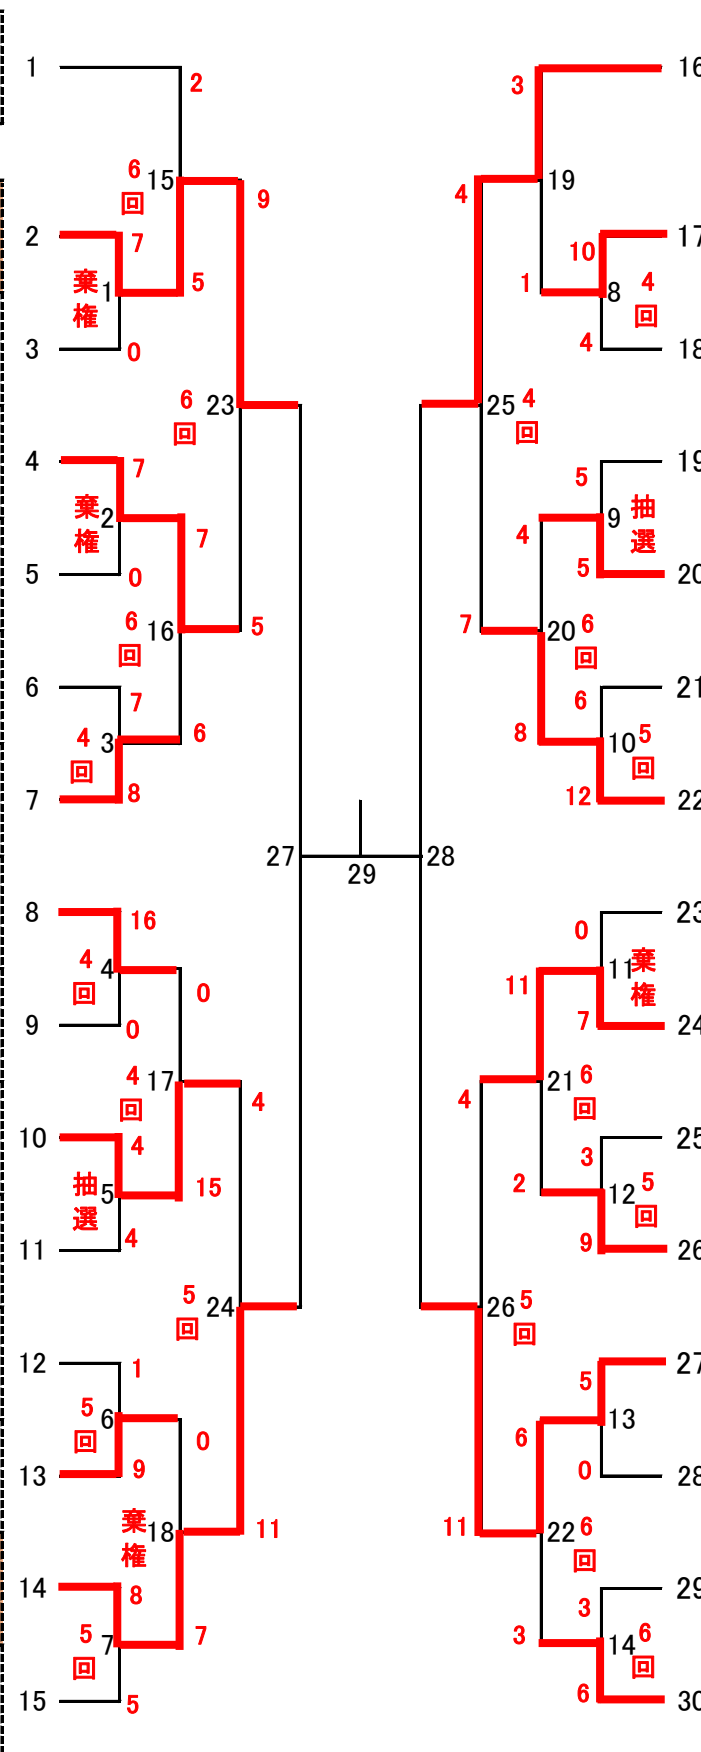 1 2 3 16
6 15 9 4 19
回
2 7 10 17
棄 1 5 1 8 4
権 回
3 0 4 18
6 23 25 4
回 回
4 7 5 19
棄 2 7 4 9 抽
権 選
5 0 5 20
6 16 5 7 20 6
回 回
6 7 6 21
4 3 6 8 10 5
回 回
7 8 12 22
27 29 28
8 16 0 23
4 4 0 11 11 棄
回 権
9 0 7 24
4 17 4 4 21 6
回 回
10 4 3 25
抽 5 15 2 12 5
選 回
11 4 9 26
5 24 26 5
回 回
12 1 5 27
5 6 0 6 13
回
13 9 0 28
棄 18 11 11 22 6
権 回
14 8 3 29
5 7 7 3 14 6
回 回
15 5 6 30